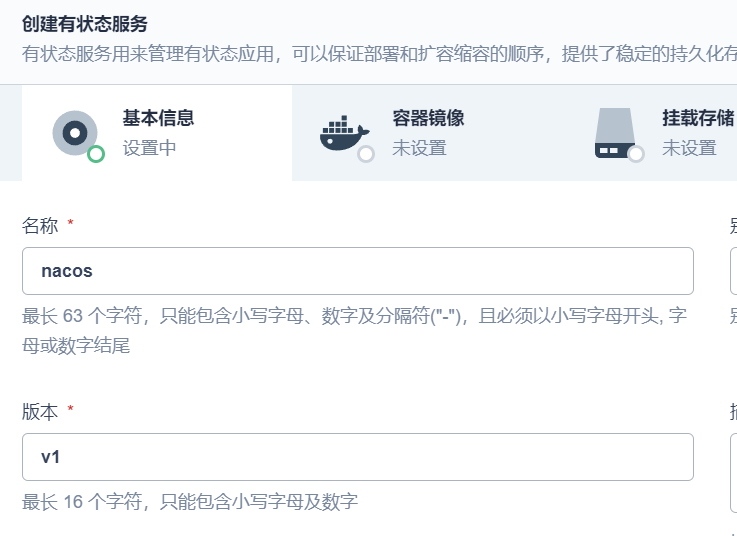 创建有状态服务
有状态服务用来管理有状态应用，可以保证部署和扩容缩容的顺序，提供了稳定的持久化存
基本信息
设置中
容器镜像
未设置
挂载存储
未设置
名称 *
nacos
最长 63 个字符，只能包含小写字母、数字及分隔符("-")，且必须以小写字母开头, 字
母或数字结尾
版本 *
v1
最长 16 个字符，只能包含小写字母及数字